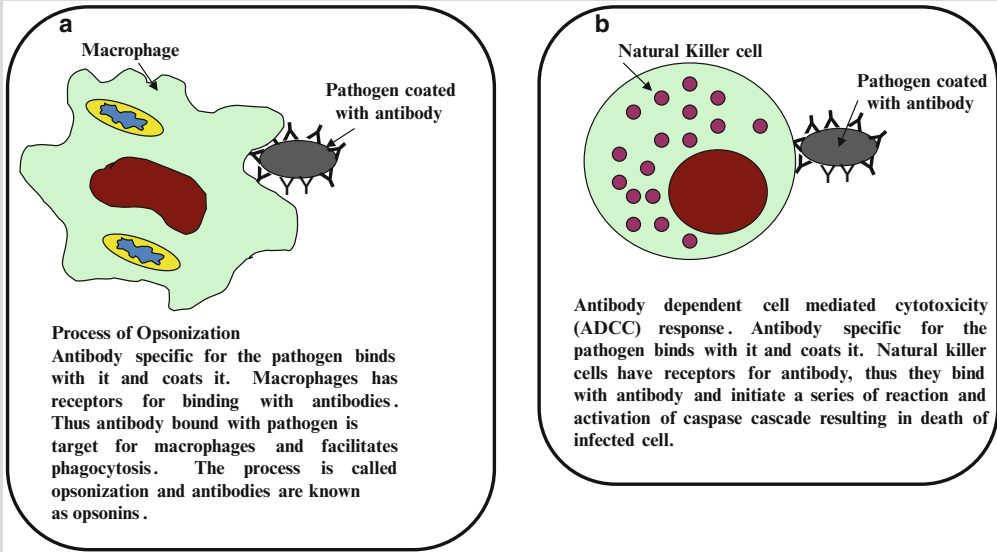 a
Macrophage
Pathogen coated
with antibody
Process of Opsonization
Antibody specific for the pathogen binds
with it and coats it. Macrophages has
receptors for binding with antibodies.
Thus antibody bound with pathogen is
target for macrophages and facilitates
phagocytosis. The process is called
opsonization and antibodies are known
as opsonins.
b
Natural Killer cell
Pathogen coated
with antibody
Antibody dependent cell mediated cytotoxicity
(ADCC) response. Antibody specific for the
pathogen binds with it and coats it. Natural killer
cells have receptors for antibody, thus they bind
with antibody and initiate a series of reaction and
activation of caspase cascade resulting in death of
infected cell.